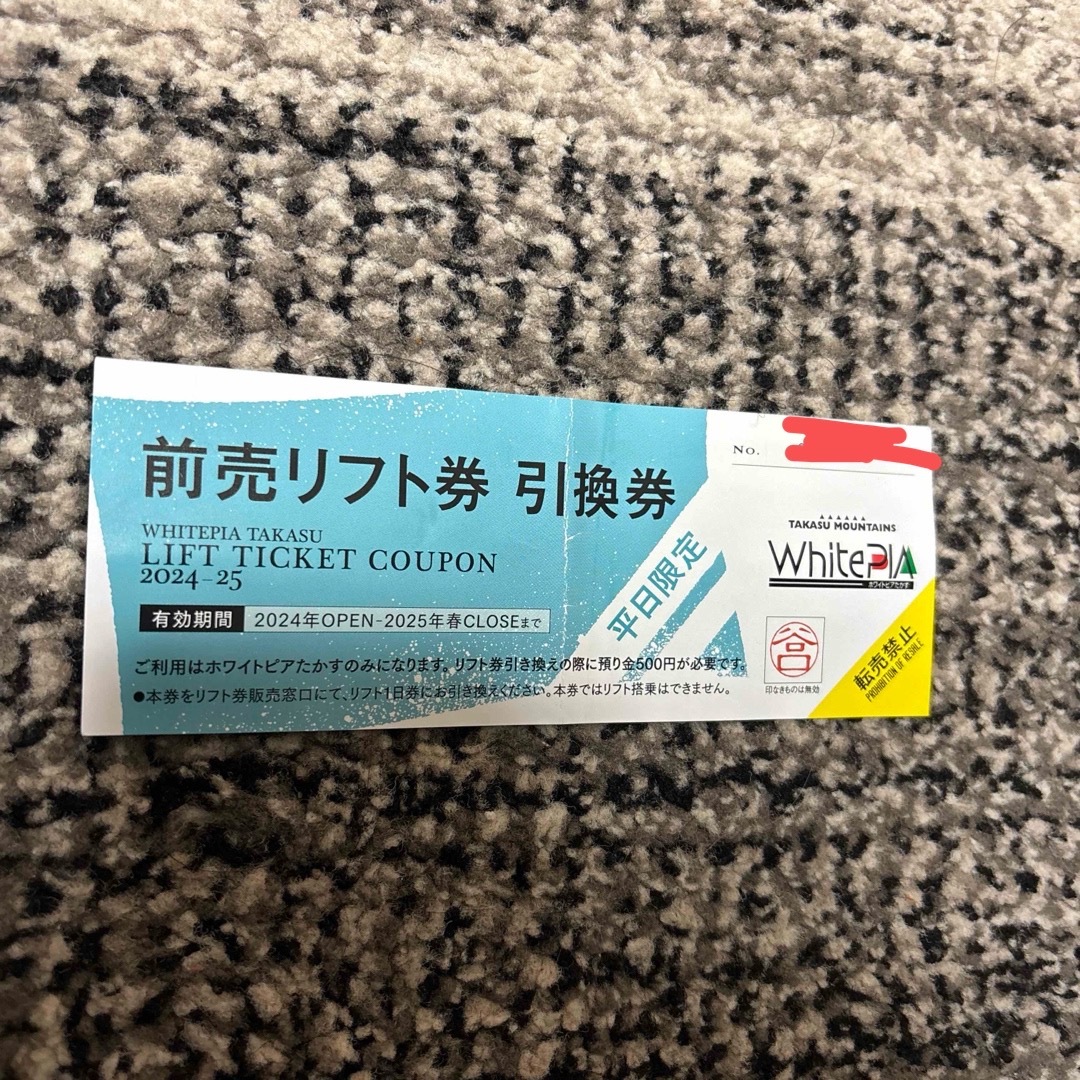 前売リフト券 引換券
WHITEPIA TAKASU
LIFT TICKET COUPON
2024-25
有効期間 2024年OPEN-2025年春CLOSEまで
ご利用はホワイトピアたかすのみになります。リフト券引き換えの際に預り金500円が必要です。
●本券をリフト券販売窓口にて、リフト1日券にお引き換えください。本券ではリフト搭乗はできません。
平日限定
No.
TAKASU MOUNTAINS
WhitePIA
ホワイトピアたかす
印なきものは無効
転売禁止
PROHIBITION OF RESALE